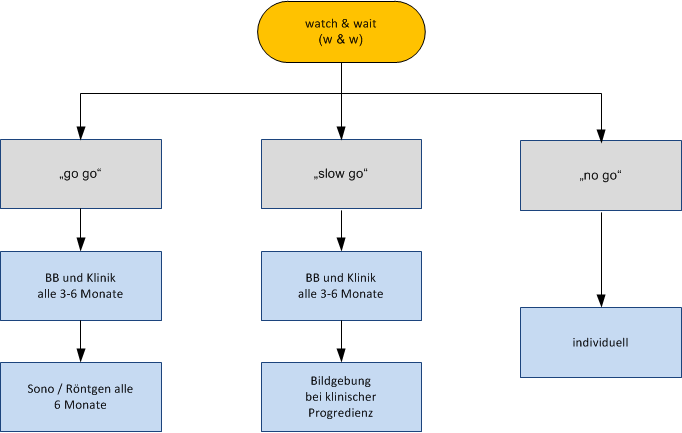 watch & wait
(w & w)
„go go“
„slow go“
„no go“
BB und Klinik
alle 3-6 Monate
BB und Klinik
alle 3-6 Monate
individuell
Sono / Röntgen alle
6 Monate
Bildgebung
bei klinischer
Progredienz